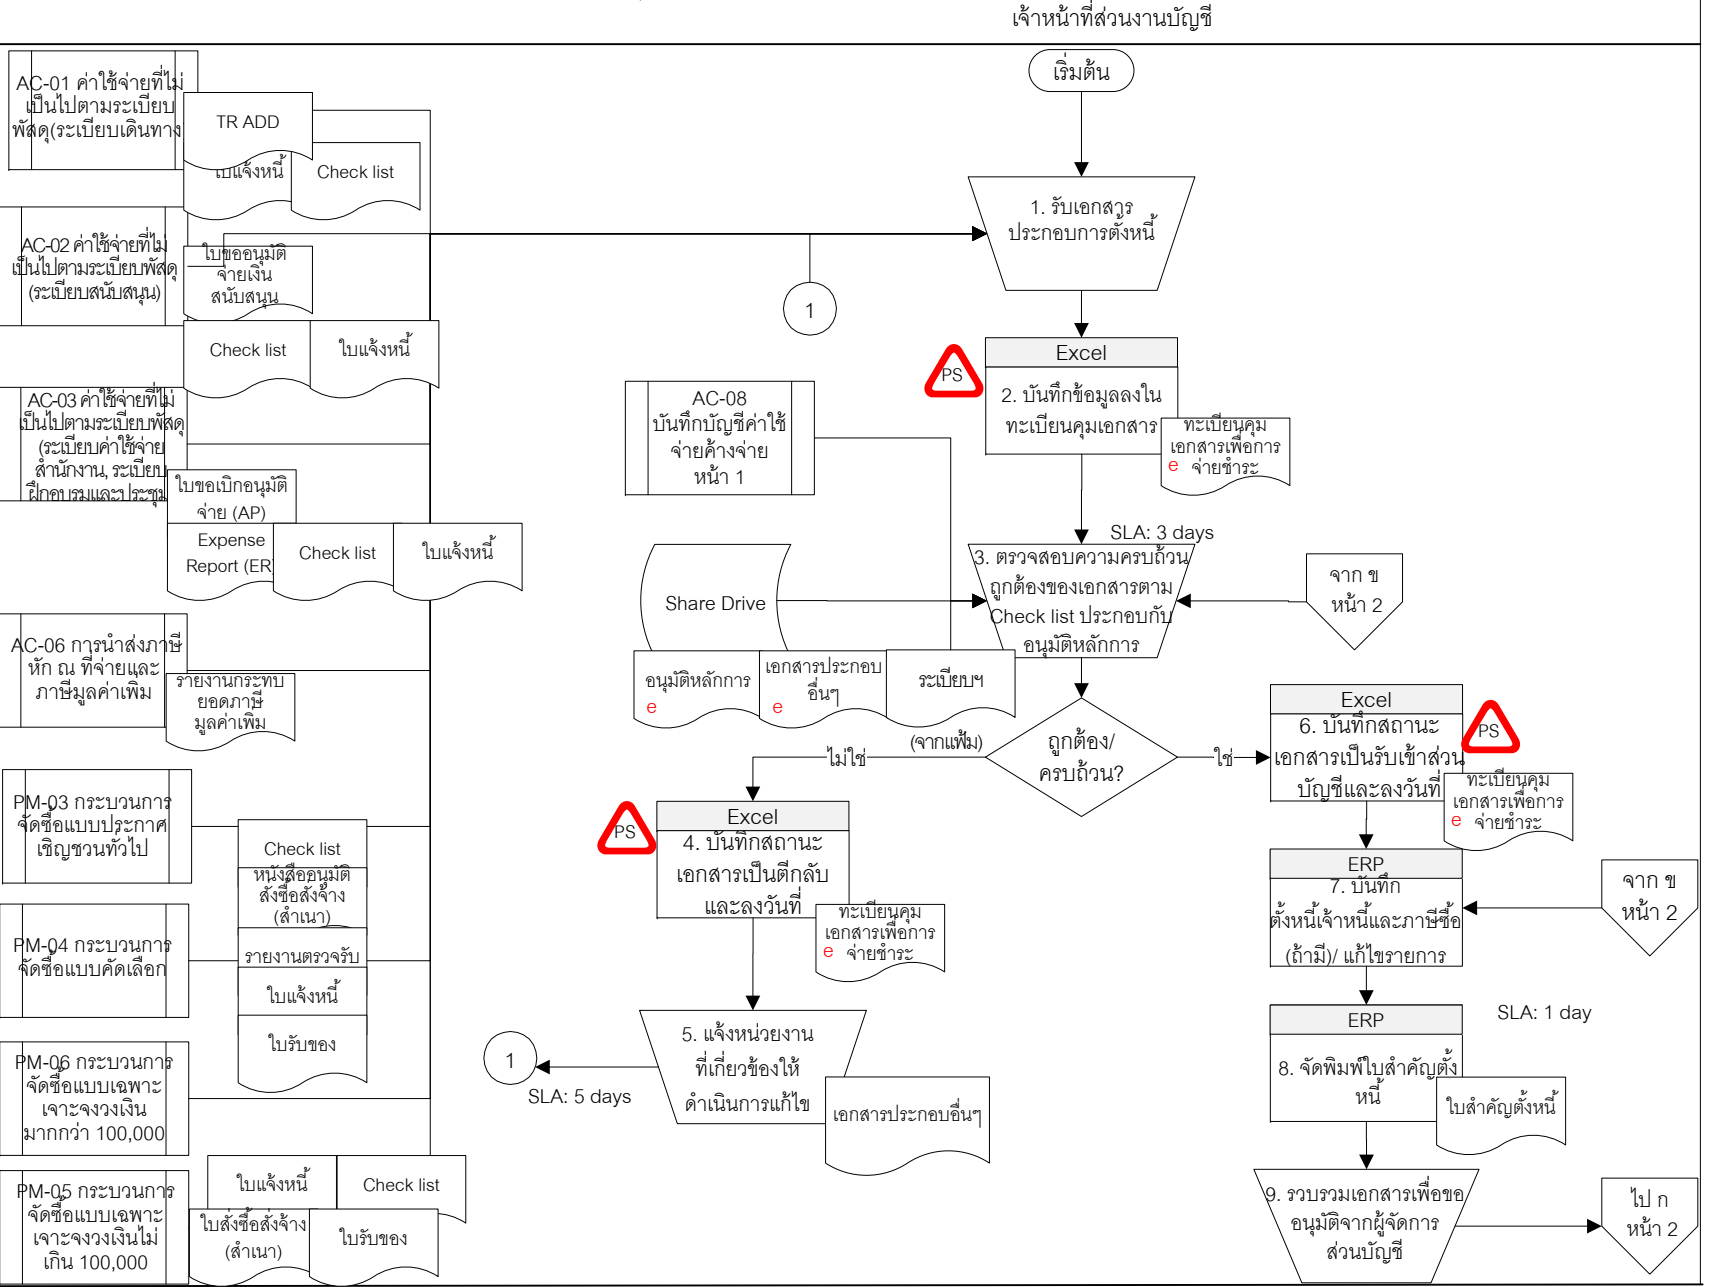 เจ้าหน้าที่ส่วนงานบัญชี
เริ่มต้น
AC-01 ค่าใช้จ่ายที่ไม่
เป็นไปตามระเบียบ
พัสดุ(ระเบียบเดินทาง
TR ADD
ใบแจ้งหนี้
Check list
1. รับเอกสาร
ประกอบการตั้งหนี้
AC-02 ค่าใช้จ่ายที่ไม่
เป็นไปตามระเบียบพัสดุ
(ระเบียบสนับสนุน)
ใบขออนุมัติ
จ่ายเงิน
สนับสนุน
1
Check list
ใบแจ้งหนี้
Excel
PS
2. บันทึกข้อมูลลงใน
ทะเบียนคุมเอกสาร
ทะเบียนคุม
เอกสารเพื่อการ
e จ่ายชำระ
AC-08
บันทึกบัญชีค่าใช้
จ่ายค้างจ่าย
หน้า 1
AC-03 ค่าใช้จ่ายที่ไม่
เป็นไปตามระเบียบพัสดุ
(ระเบียบค่าใช้จ่าย
สำนักงาน, ระเบียบ
ฝึกอบรมและประชุม
ใบขอเบิกอนุมัติ
จ่าย (AP)
Expense
Report (ER)
Check list
ใบแจ้งหนี้
SLA: 3 days
3. ตรวจสอบความครบถ้วน
ถูกต้องของเอกสารตาม
Check list ประกอบกับ
อนุมัติหลักการ
Share Drive
จาก ข
หน้า 2
อนุมัติหลักการ
e
เอกสารประกอบ
อื่นๆ
e
ระเบียบฯ
(จากแฟ้ม)
AC-06 การนำส่งภาษี
หัก ณ ที่จ่ายและ
ภาษีมูลค่าเพิ่ม
รายงานกระทบ
ยอดภาษี
มูลค่าเพิ่ม
ถูกต้อง/
ครบถ้วน?
ไม่ใช่
ใช่
Excel
PS
6. บันทึกสถานะ
เอกสารเป็นรับเข้าส่วน
บัญชีและลงวันที่
ทะเบียนคุม
เอกสารเพื่อการ
e จ่ายชำระ
PM-03 กระบวนการ
จัดซื้อแบบประกาศ
เชิญชวนทั่วไป
Check list
หนังสืออนุมัติ
สั่งซื้อสั่งจ้าง
(สำเนา)
Excel
PS
4. บันทึกสถานะ
เอกสารเป็นตีกลับ
และลงวันที่
ทะเบียนคุม
เอกสารเพื่อการ
e จ่ายชำระ
ERP
7. บันทึก
ตั้งหนี้เจ้าหนี้และภาษีซื้อ
(ถ้ามี)/ แก้ไขรายการ
จาก ข
หน้า 2
PM-04 กระบวนการ
จัดซื้อแบบคัดเลือก
รายงานตรวจรับ
ใบแจ้งหนี้
ใบรับของ
5. แจ้งหน่วยงาน
ที่เกี่ยวข้องให้
ดำเนินการแก้ไข
1
SLA: 5 days
เอกสารประกอบอื่นๆ
ERP
SLA: 1 day
8. จัดพิมพ์ใบสำคัญตั้ง
หนี้
ใบสำคัญตั้งหนี้
PM-06 กระบวนการ
จัดซื้อแบบเฉพาะ
เจาะจงวงเงิน
มากกว่า 100,000
PM-05 กระบวนการ
จัดซื้อแบบเฉพาะ
เจาะจงวงเงินไม่
เกิน 100,000
ใบแจ้งหนี้
Check list
ใบสั่งซื้อสั่งจ้าง
(สำเนา)
ใบรับของ
9. รวบรวมเอกสารเพื่อขอ
อนุมัติจากผู้จัดการ
ส่วนบัญชี
ไป ก
หน้า 2